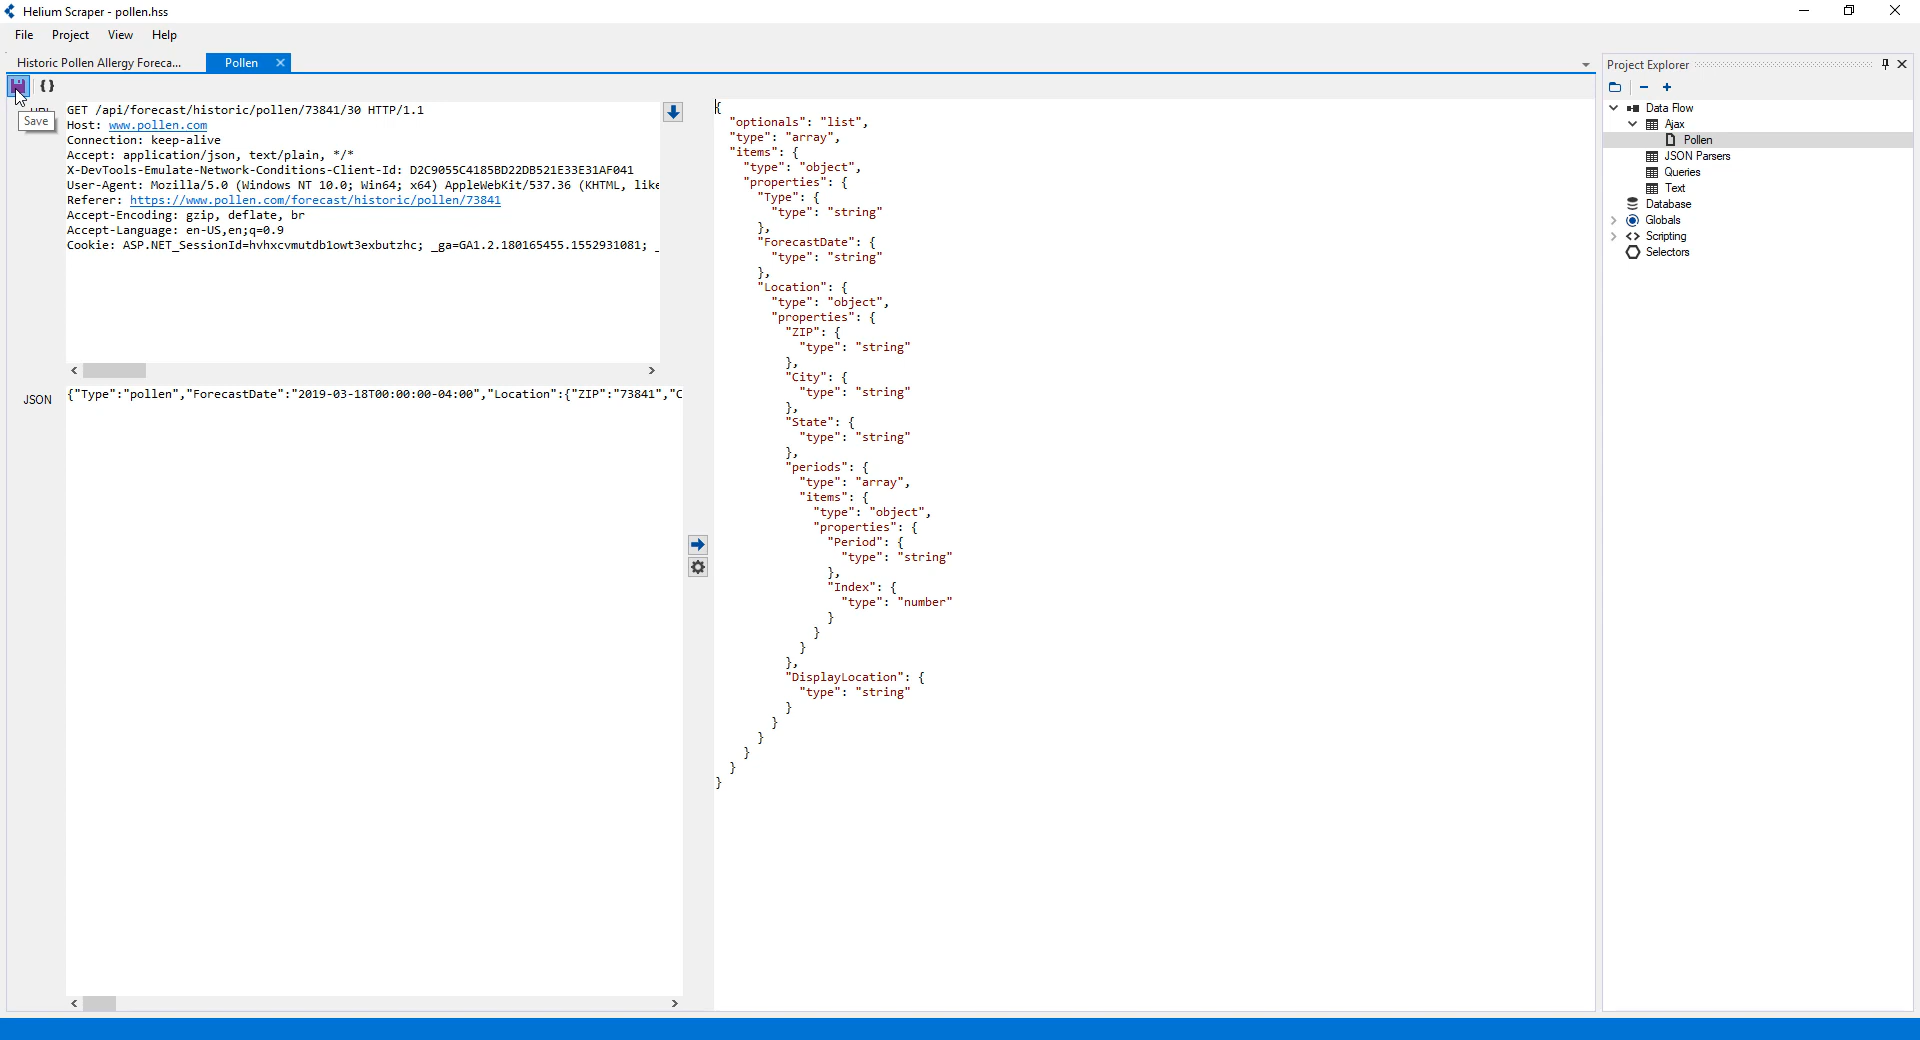 Helium Scraper - pollen.hss
File Project View Help
Historic Pollen Allergy Foreca...
Pollen
Save
GET /api/forecast/historic/pollen/73841/30 HTTP/1.1
Host: www.pollen.com
Connection: keep-alive
Accept: application/json, text/plain, */*
X-DevTools-Emulate-Network-Conditions-Client-Id: D2C9055C4185BD22DB521E33E31AF041
User-Agent: Mozilla/5.0 (Windows NT 10.0; Win64; x64) AppleWebKit/537.36 (KHTML, like
Referer: https://www.pollen.com/forecast/historic/pollen/73841
Accept-Encoding: gzip, deflate, br
Accept-Language: en-US,en;q=0.9
Cookie: ASP.NET_SessionId=hvhxcvmutdb1owt3exbutzhc; _ga=GA1.2.180165455.1552931081; _
JSON
{"Type":"pollen","ForecastDate":"2019-03-18T00:00:00-04:00","Location":{"ZIP":"73841","C
{
"optionals": "list",
"type": "array",
"items": {
"type": "object",
"properties": {
"Type": {
"type": "string"
},
"ForecastDate": {
"type": "string"
},
"Location": {
"type": "object",
"properties": {
"ZIP": {
"type": "string"
},
"City": {
"type": "string"
},
"State": {
"type": "string"
},
"periods": {
"type": "array",
"items": {
"type": "object",
"properties": {
"Period": {
"type": "string"
},
"Index": {
"type": "number"
}
}
}
},
"DisplayLocation": {
"type": "string"
}
}
}
}
}
}
Project Explorer
Data Flow
Ajax
Pollen
JSON Parsers
Queries
Text
Database
Globals
Scripting
Selectors